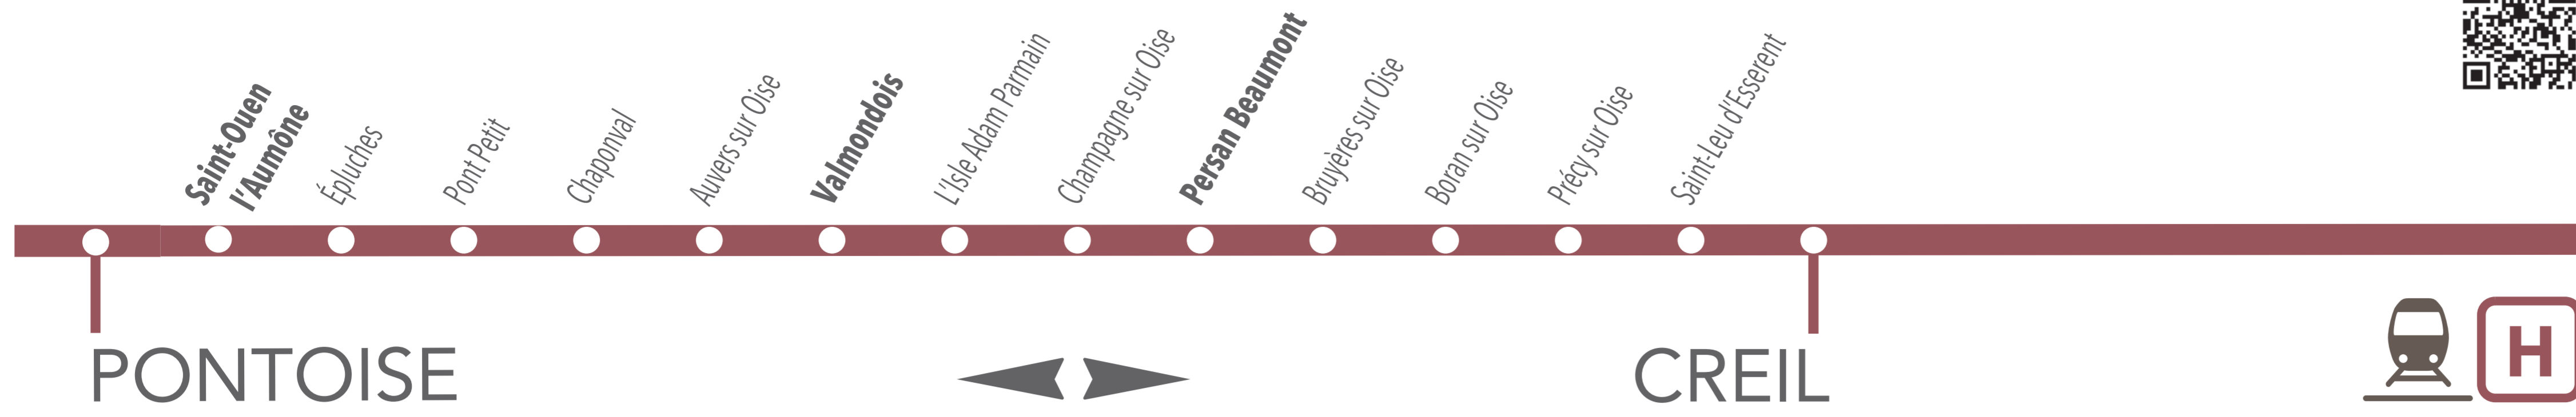 Saint-Ouen
l'Aumône
Épluches
Pont Petit
Chaponval
Auvers sur Oise
Valmondois
L'Isle Adam Parmain
Champagne sur Oise
Persan Beaumont
Bruyères sur Oise
Boran sur Oise
Précy sur Oise
Saint-Leu d'Esserent
PONTOISE
CREIL
H